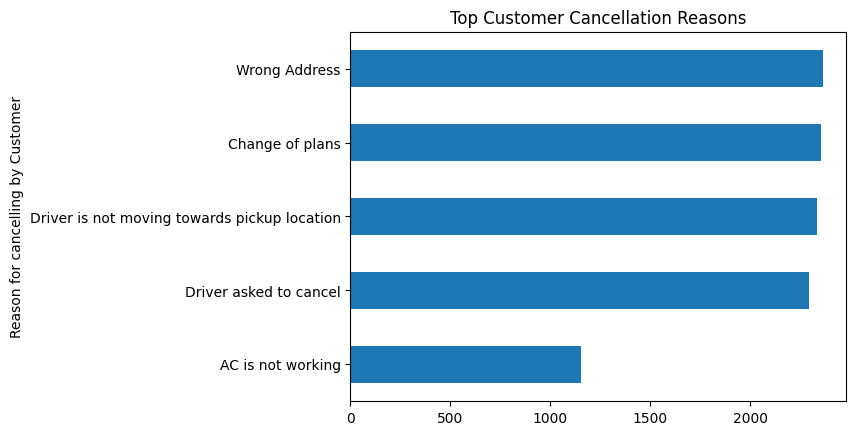 Top Customer Cancellation Reasons
Reason for cancelling by Customer
Wrong Address
Change of plans
Driver is not moving towards pickup location
Driver asked to cancel
AC is not working
0 500 1000 1500 2000